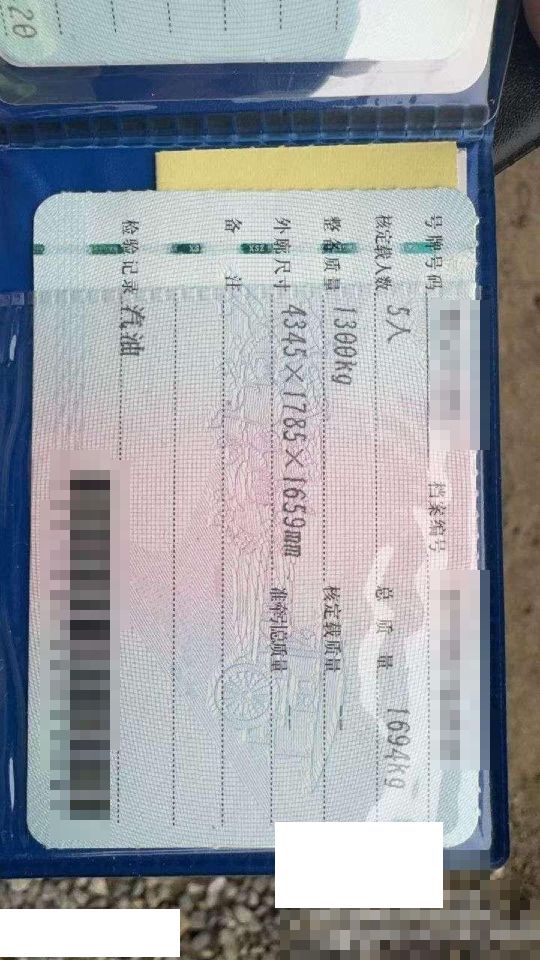 20
号牌号码 档案编号
核定载人数 5人 总质量 1694kg
整备质量 1300kg 核定载质量
外廓尺寸 4345×1785×1659mm 准牵引总质量
备注
检验记录 汽油